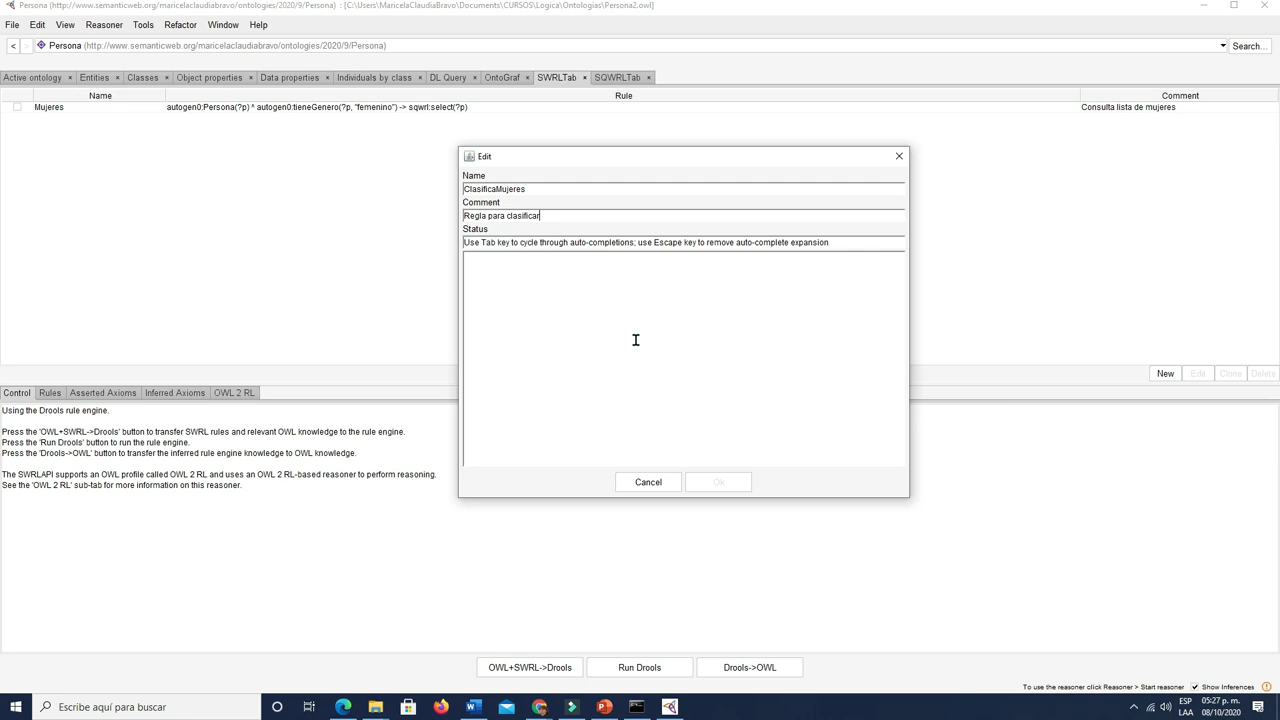 Persona (http://www.semanticweb.org/maricelaclaudiabravo/ontologies/2020/9/Persona) : [C:\Users\MaricelaClaudiaBravo\Documents\CURSOS\Logica\Ontologias\Persona2.owl]
File Edit View Reasoner Tools Refactor Window Help
< > Persona (http://www.semanticweb.org/maricelaclaudiabravo/ontologies/2020/9/Persona) Search...
Active ontology × Entities × Classes × Object properties × Data properties × Individuals by class × DL Query × OntoGraf × SWRLTab × SQWRLTab ×
Name Rule Comment
Mujeres autogen0:Persona(?p) ^ autogen0:tieneGenero(?p, "femenino") -> sqwrl:select(?p) Consulta lista de mujeres
Edit
Name
ClasificaMujeres
Comment
Regla para clasificar
Status
Use Tab key to cycle through auto-completions; use Escape key to remove auto-complete expansion
Cancel Ok
New Edit Clone Delete
Control Rules Asserted Axioms Inferred Axioms OWL 2 RL
Using the Drools rule engine.
Press the 'OWL+SWRL->Drools' button to transfer SWRL rules and relevant OWL knowledge to the rule engine.
Press the 'Run Drools' button to run the rule engine.
Press the 'Drools->OWL' button to transfer the inferred rule engine knowledge to OWL knowledge.
The SWRLAPI supports an OWL profile called OWL 2 RL and uses an OWL 2 RL-based reasoner to perform reasoning.
See the 'OWL 2 RL' sub-tab for more information on this reasoner.
OWL+SWRL->Drools Run Drools Drools->OWL
To use the reasoner click Reasoner > Start reasoner Show Inferences
Escribe aquí para buscar
ESP
LAA
05:27 p. m.
08/10/2020